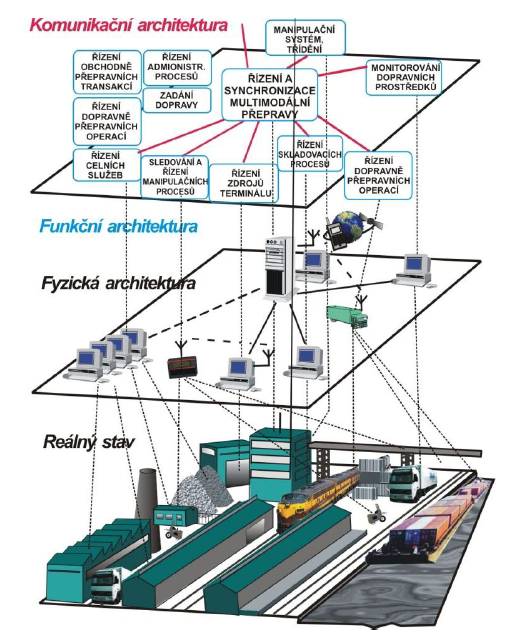 Komunikační architektura
MANIPULAČNÍ
SYSTÉM,
TŘÍDĚNÍ
ŘÍZENÍ
OBCHODNĚ
PŘEPRAVNÍCH
TRANSAKCÍ
ŘÍZENÍ
ADMIONISTR.
PROCESŮ
ZADÁNÍ
DOPRAVY
ŘÍZENÍ A
SYNCHRONIZACE
MULTIMODÁLNÍ
PŘEPRAVY
MONITOROVÁNÍ
DOPRAVNÍCH
PROSTŘEDKŮ
ŘÍZENÍ
DOPRAVNĚ
PŘEPRAVNÍCH
OPERACÍ
ŘÍZENÍ
CELNÍCH
SLUŽEB
SLEDOVÁNÍ A
ŘÍZENÍ
MANIPULAČNÍCH
PROCESŮ
ŘÍZENÍ
ZDROJŮ
TERMINÁLU
ŘÍZENÍ
SKLADOVACÍCH
PROCESŮ
ŘÍZENÍ
DOPRAVNĚ
PŘEPRAVNÍCH
OPERACÍ
Funkční architektura
Fyzická architektura
Reálný stav